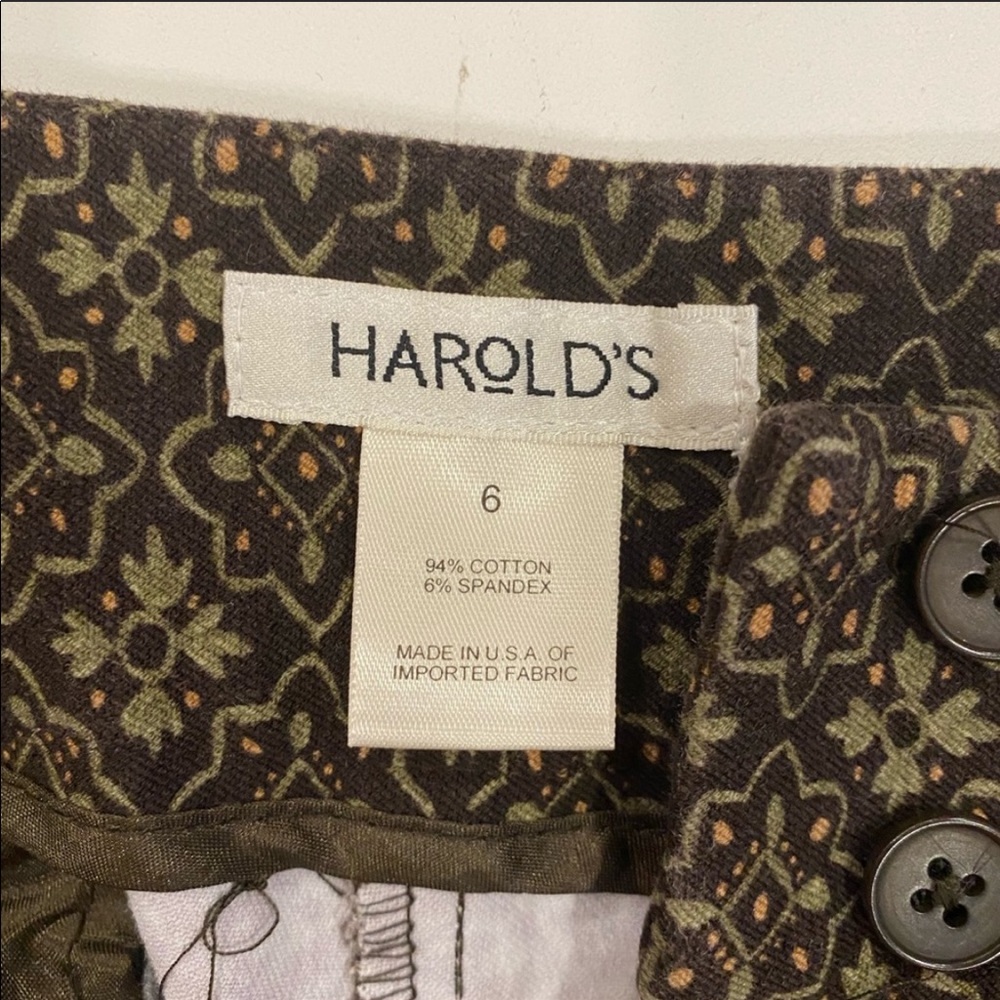 HAROLD'S
6
94% COTTON
6% SPANDEX
MADE IN U.S.A. OF
IMPORTED FABRIC